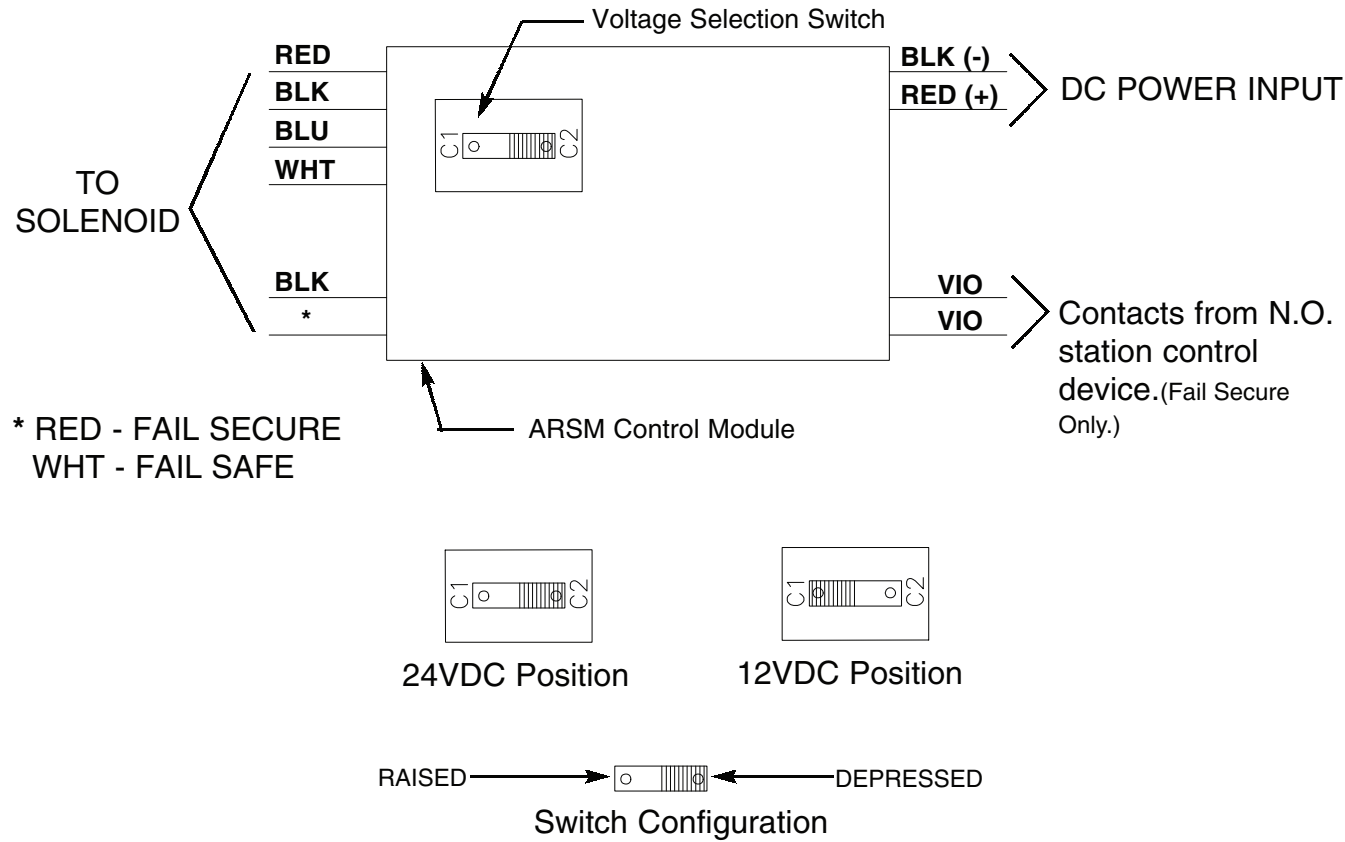 Voltage Selection Switch
RED
BLK
BLU
WHT
C1
C2
BLK (-)
RED (+)
DC POWER INPUT
TO
SOLENOID
BLK
*
VIO
VIO
Contacts from N.O.
station control
device.(Fail Secure
Only.)
* RED - FAIL SECURE
WHT - FAIL SAFE
ARSM Control Module
C1
C2
24VDC Position
C1
C2
12VDC Position
RAISED
DEPRESSED
Switch Configuration